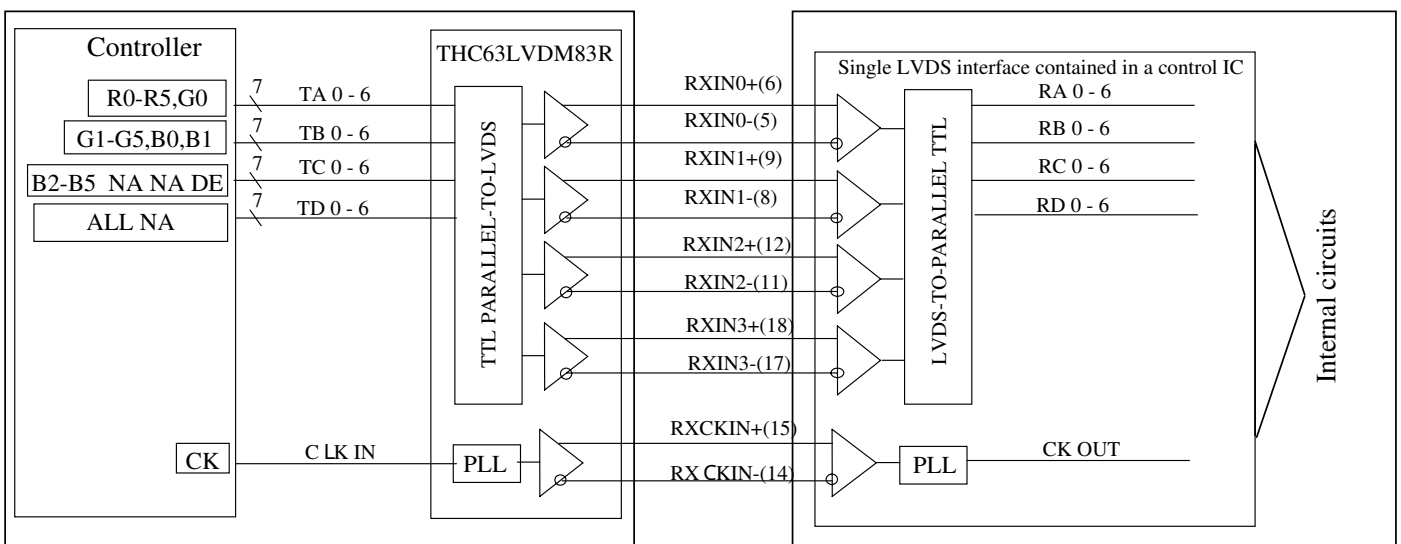 Controller
THC63LVDM83R
Single LVDS interface contained in a control IC
R0-R5,G0
7
TA 0 - 6
RXIN0+(6)
RA 0 - 6
G1-G5,B0,B1
7
TB 0 - 6
RXIN0-(5)
RB 0 - 6
B2-B5 NA NA DE
7
TC 0 - 6
RXIN1+(9)
RC 0 - 6
ALL NA
7
TD 0 - 6
RXIN1-(8)
RD 0 - 6
TTL PARALLEL-TO-LVDS
RXIN2+(12)
RXIN2-(11)
RXIN3+(18)
RXIN3-(17)
LVDS-TO-PARALLEL TTL
Internal circuits
CK
CLK IN
PLL
RXCKIN+(15)
RXCKIN-(14)
PLL
CK OUT